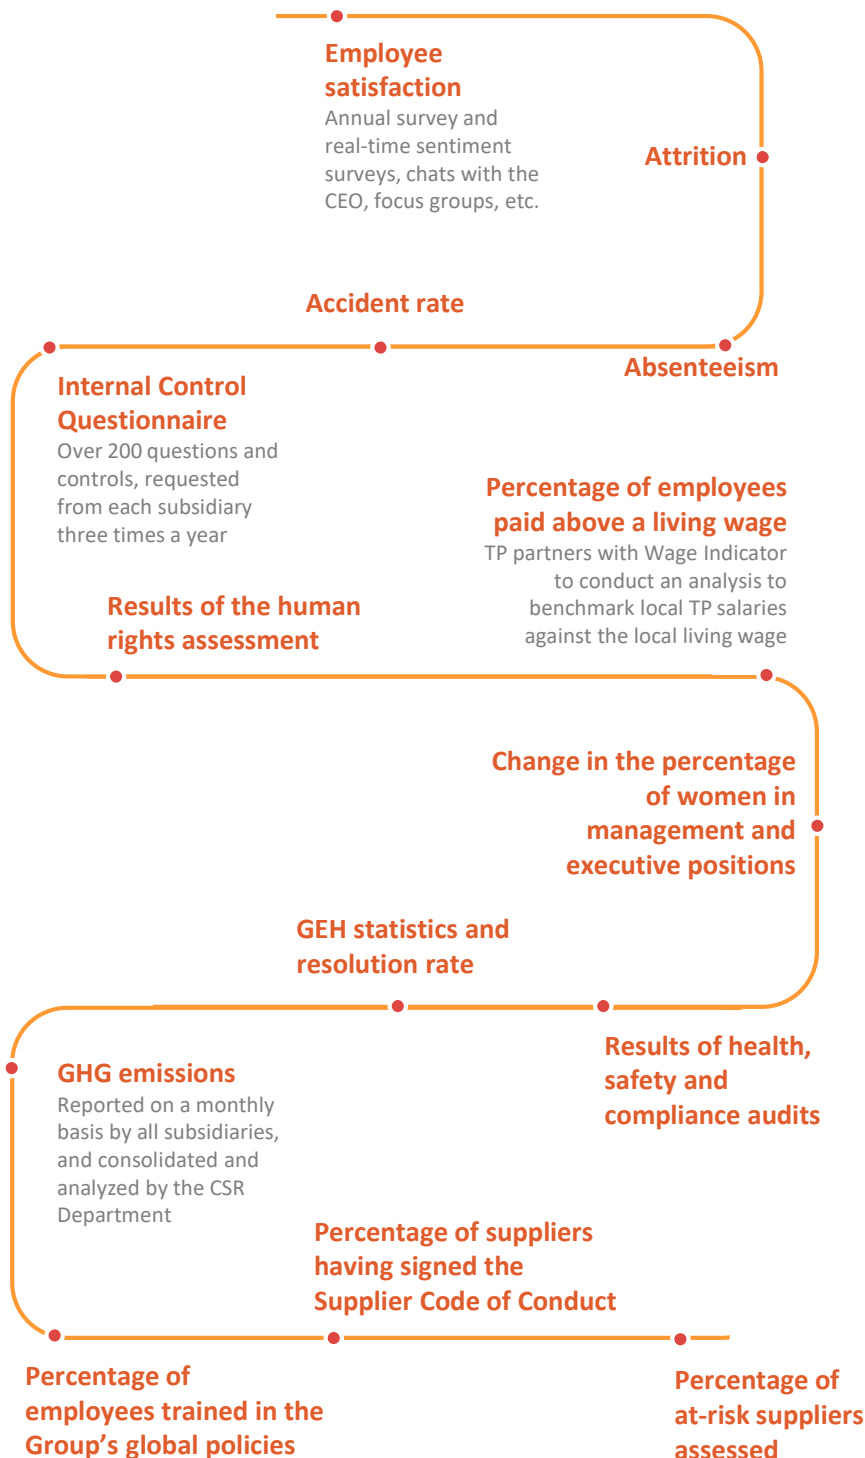 Employee
satisfaction
Annual survey and
real-time sentiment
surveys, chats with the
CEO, focus groups, etc.
Attrition
Absenteeism
Accident rate
Internal Control
Questionnaire
Over 200 questions and
controls, requested
from each subsidiary
three times a year
Results of the human
rights assessment
Percentage of employees
paid above a living wage
TP partners with Wage Indicator
to conduct an analysis to
benchmark local TP salaries
against the local living wage
Change in the percentage
of women in
management and
executive positions
Results of health,
safety and
compliance audits
GEH statistics and
resolution rate
GHG emissions
Reported on a monthly
basis by all subsidiaries,
and consolidated and
analyzed by the CSR
Department
Percentage of
employees trained in the
Group’s global policies
Percentage of suppliers
having signed the
Supplier Code of Conduct
Percentage of
at-risk suppliers
assessed